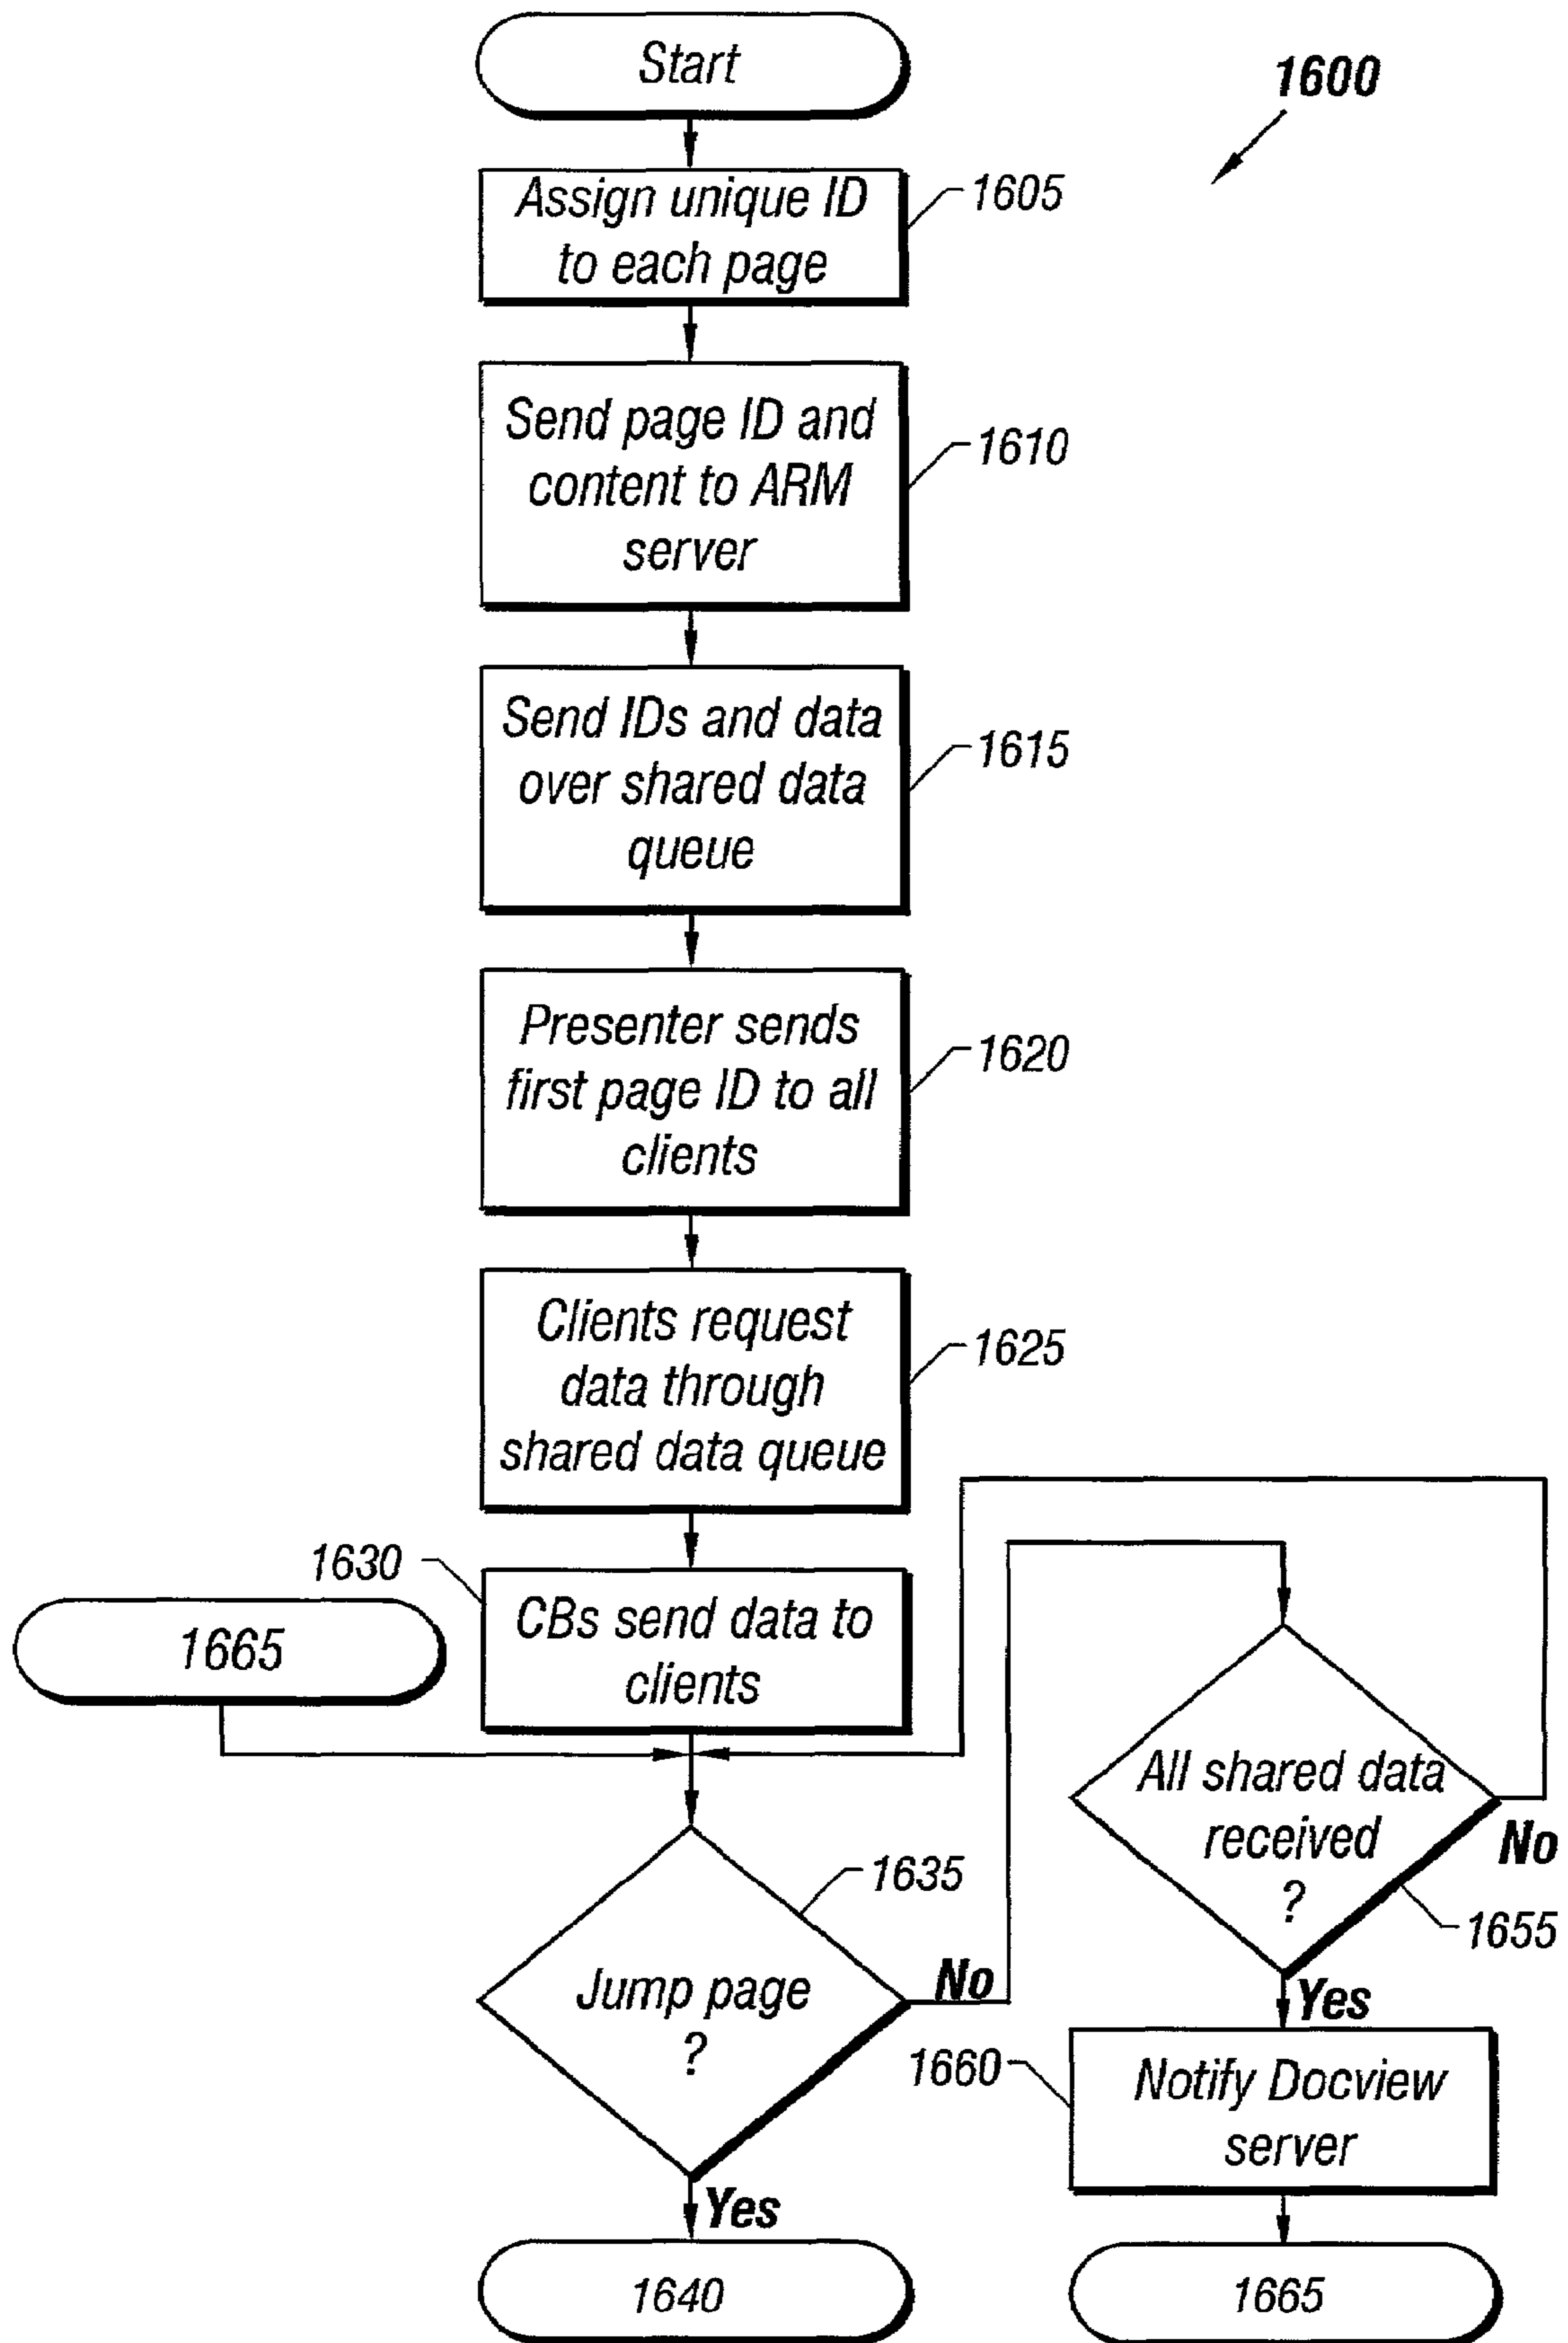 Start
1600
Assign unique ID
to each page
1605
Send page ID and
content to ARM
server
1610
Send IDs and data
over shared data
queue
1615
Presenter sends
first page ID to all
clients
1620
Clients request
data through
shared data queue
1625
1630
CBs send data to
clients
1665
All shared data
received
?
No
1655
1635
Jump page
?
No
Yes
1660
Notify Docview
server
Yes
1640
1665